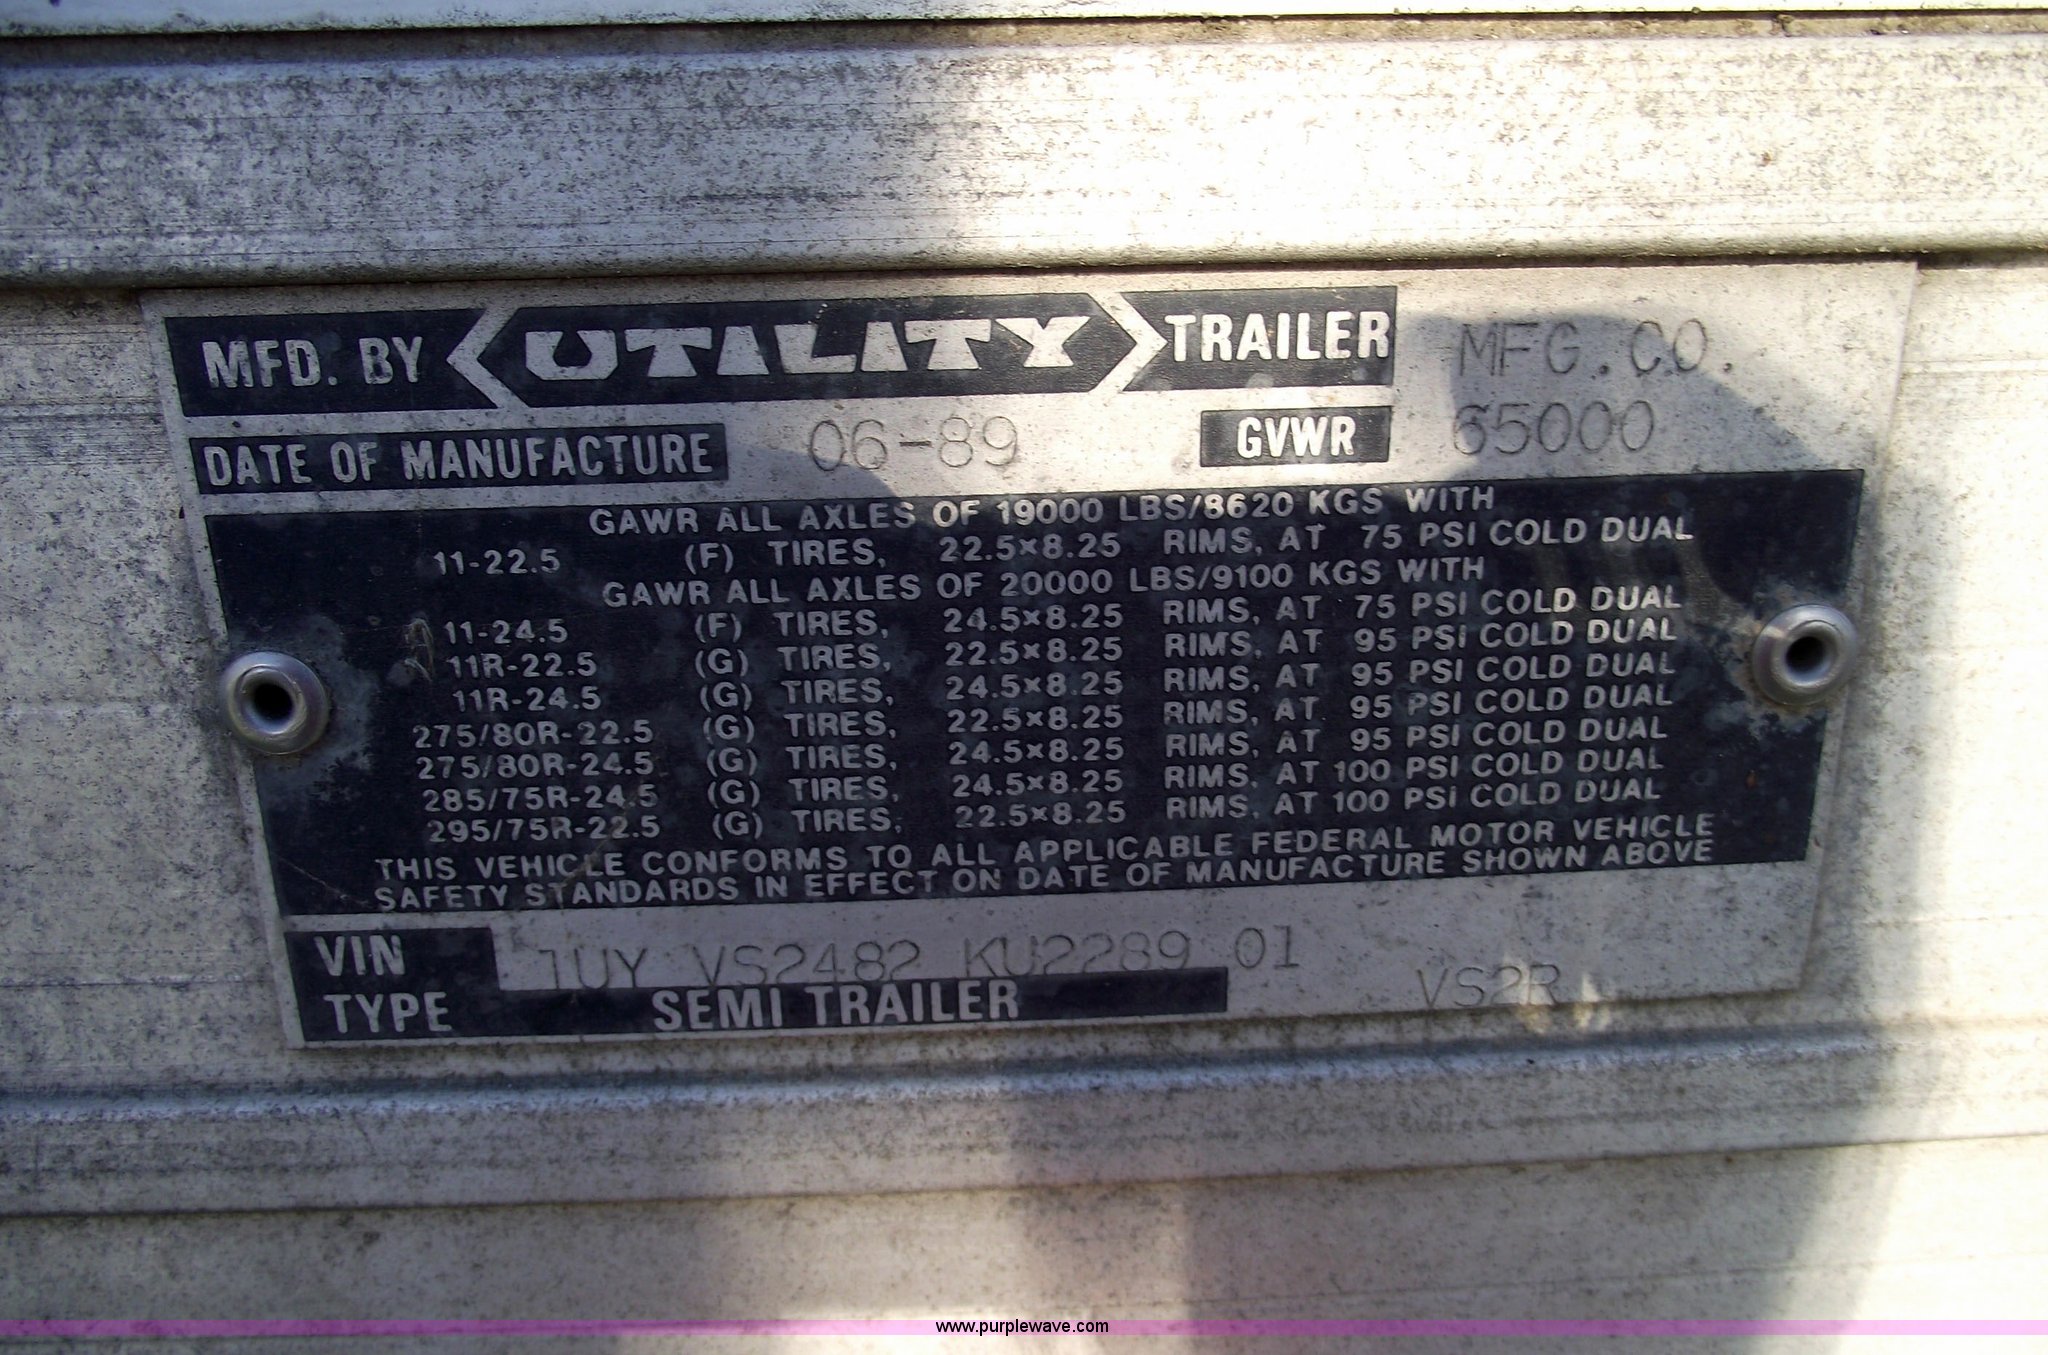 MFD. BY UTILITY TRAILER MFG. CO.
DATE OF MANUFACTURE 06-89 GVWR 65000
GAWR ALL AXLES OF 19000 LBS/8620 KGS WITH
11-22.5 (F) TIRES, 22.5×8.25 RIMS, AT 75 PSI COLD DUAL
GAWR ALL AXLES OF 20000 LBS/9100 KGS WITH
11-24.5 (F) TIRES, 24.5×8.25 RIMS, AT 75 PSI COLD DUAL
11R-22.5 (G) TIRES, 22.5×8.25 RIMS, AT 95 PSI COLD DUAL
11R-24.5 (G) TIRES, 24.5×8.25 RIMS, AT 95 PSI COLD DUAL
275/80R-22.5 (G) TIRES, 22.5×8.25 RIMS, AT 95 PSI COLD DUAL
275/80R-24.5 (G) TIRES, 24.5×8.25 RIMS, AT 95 PSI COLD DUAL
285/75R-24.5 (G) TIRES, 24.5×8.25 RIMS, AT 100 PSI COLD DUAL
295/75R-22.5 (G) TIRES, 22.5×8.25 RIMS, AT 100 PSI COLD DUAL
THIS VEHICLE CONFORMS TO ALL APPLICABLE FEDERAL MOTOR VEHICLE
SAFETY STANDARDS IN EFFECT ON DATE OF MANUFACTURE SHOWN ABOVE
VIN 1UY VS2482 KU2289 01
TYPE SEMI TRAILER VS2R
www.purplewave.com